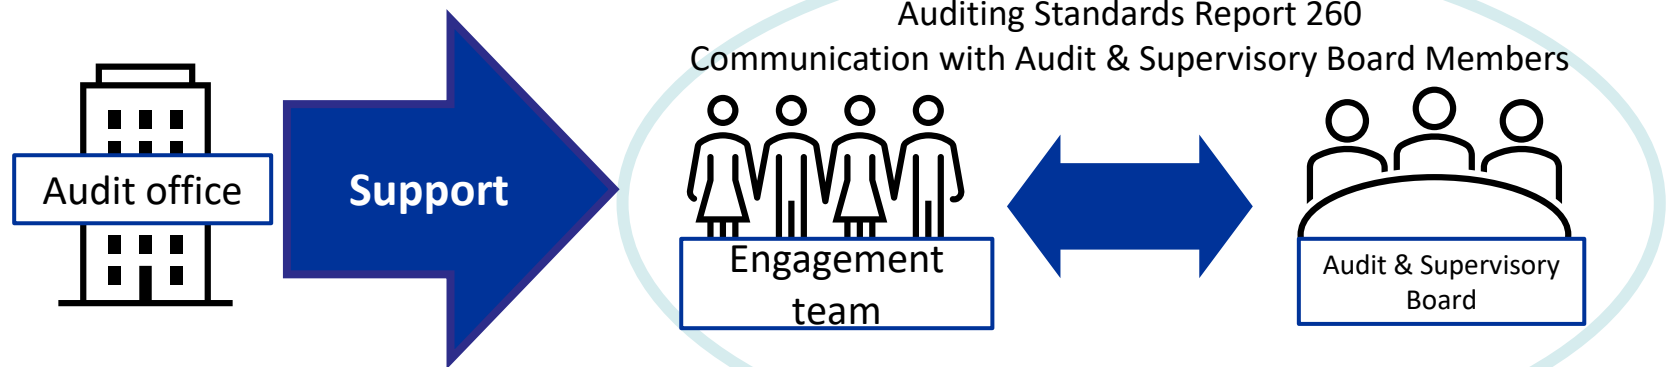 Auditing Standards Report 260
Communication with Audit & Supervisory Board Members
Audit office
Support
Engagement
team
Audit & Supervisory
Board